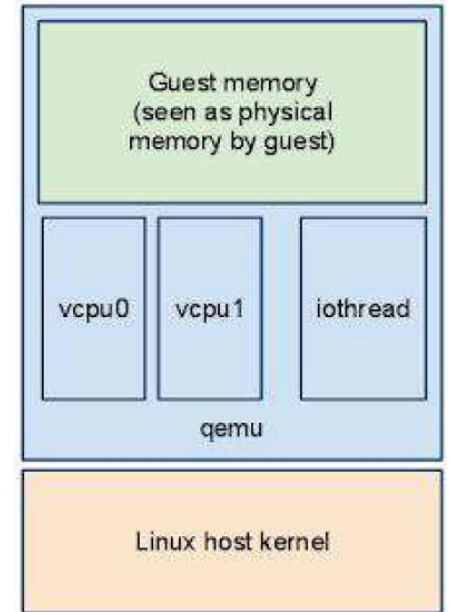 Guest memory
(seen as physical
memory by guest)
vcpu0
vcpu1
iothread
qemu
Linux host kernel